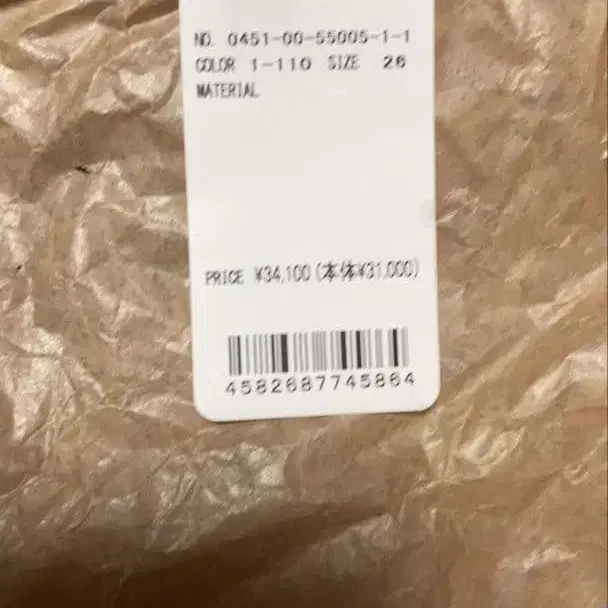 NO. 0451-00-55005-1-1
COLOR 1-110 SIZE 26
MATERIAL
PRICE ¥34,100(本体¥31,000)
4582687745864